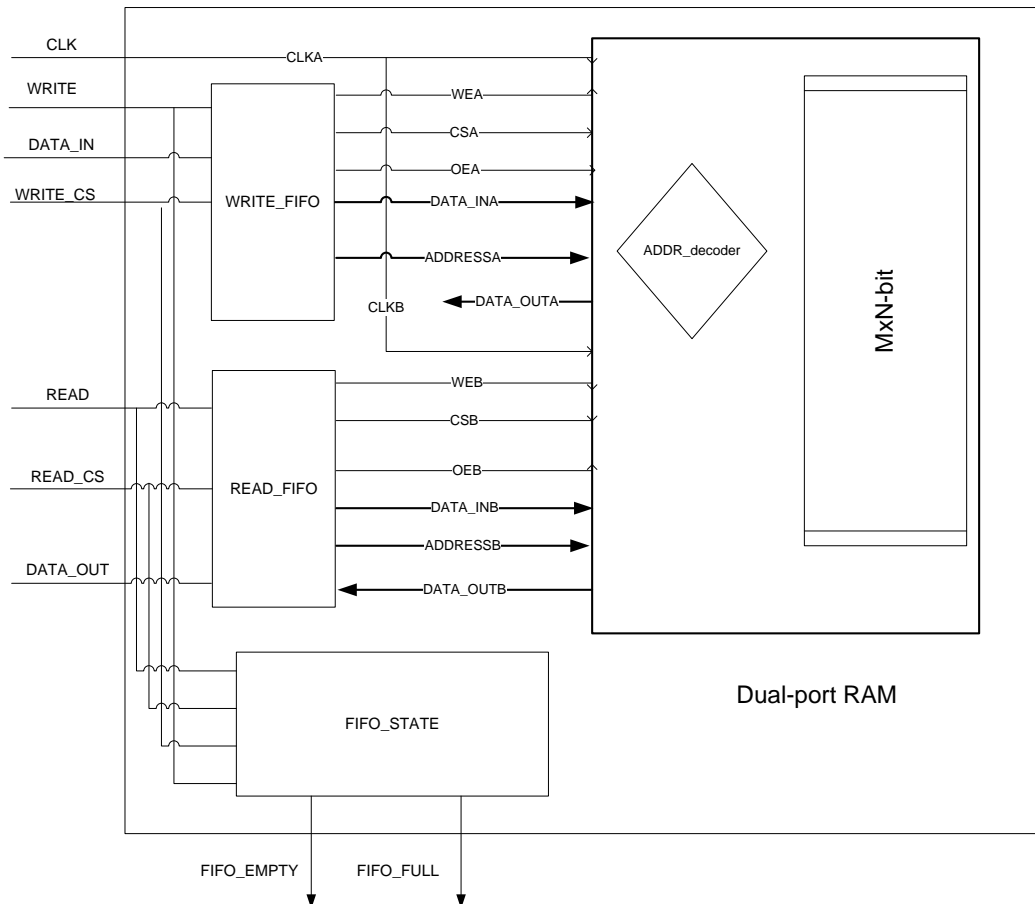 CLK
CLKA
WRITE
WEA
CSA
DATA_IN
OEA
WRITE_CS
WRITE_FIFO
DATA_INA
ADDR_decoder
ADDRESSA
DATA_OUTA
CLKB
MxN-bit
READ
WEB
CSB
READ_CS
OEB
READ_FIFO
DATA_INB
ADDRESSB
DATA_OUT
DATA_OUTB
Dual-port RAM
FIFO_STATE
FIFO_EMPTY
FIFO_FULL